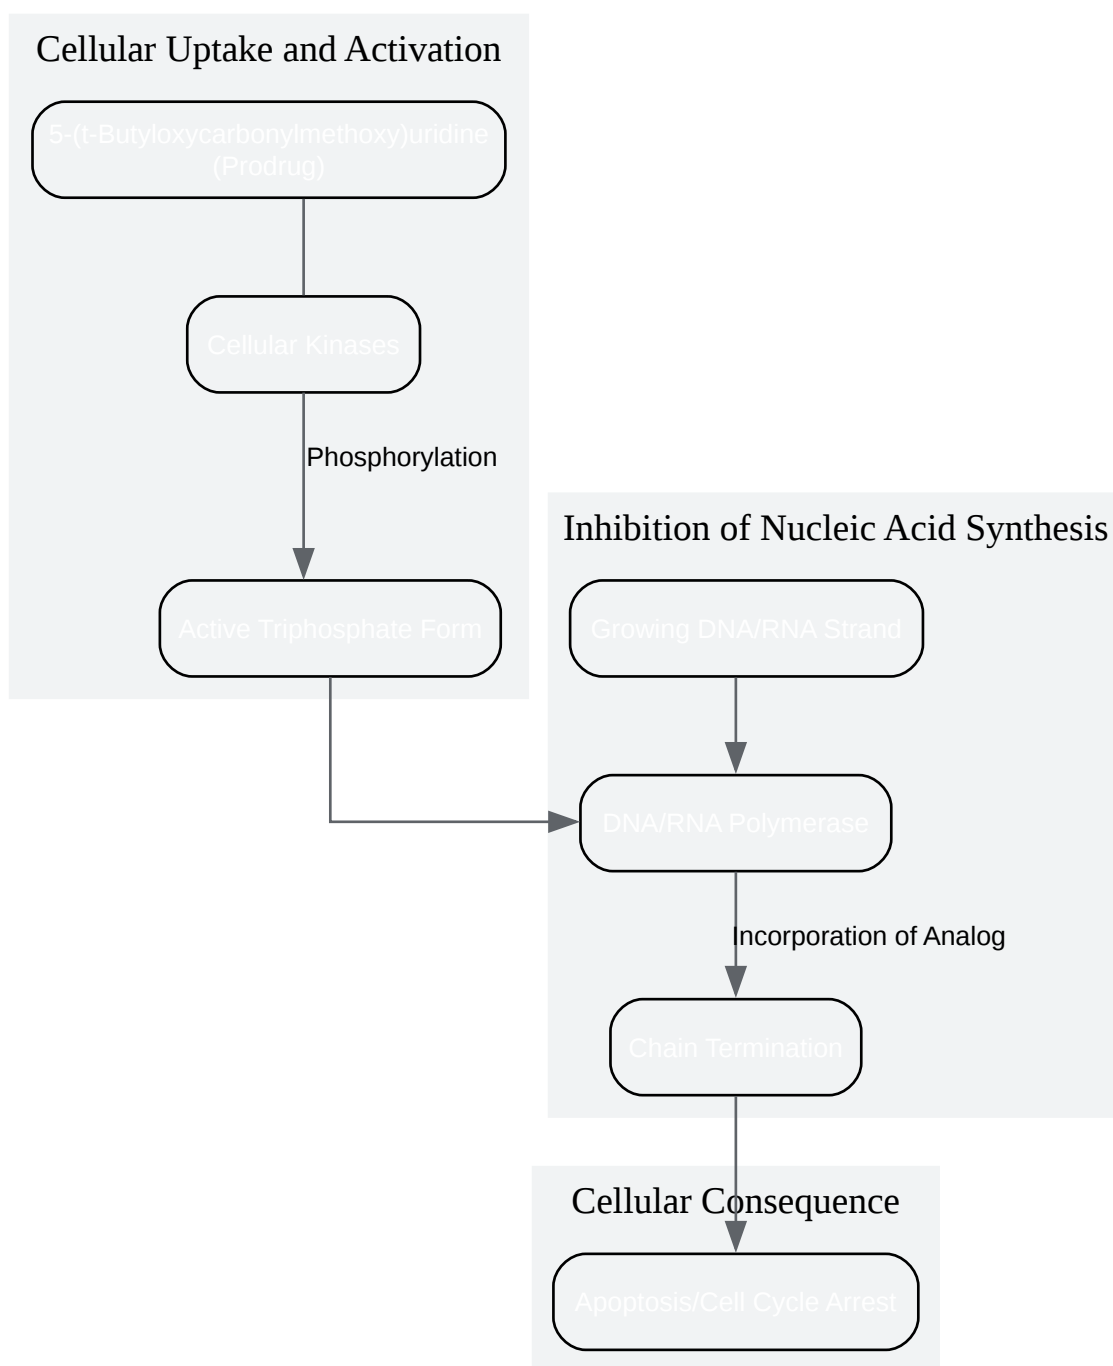 Cellular Uptake and Activation
5-(t-Butyloxycarbonylmethoxy)uridine
(Prodrug)
Cellular Kinases
Phosphorylation
Active Triphosphate Form
Inhibition of Nucleic Acid Synthesis
Growing DNA/RNA Strand
DNA/RNA Polymerase
Incorporation of Analog
Chain Termination
Cellular Consequence
Apoptosis/Cell Cycle Arrest